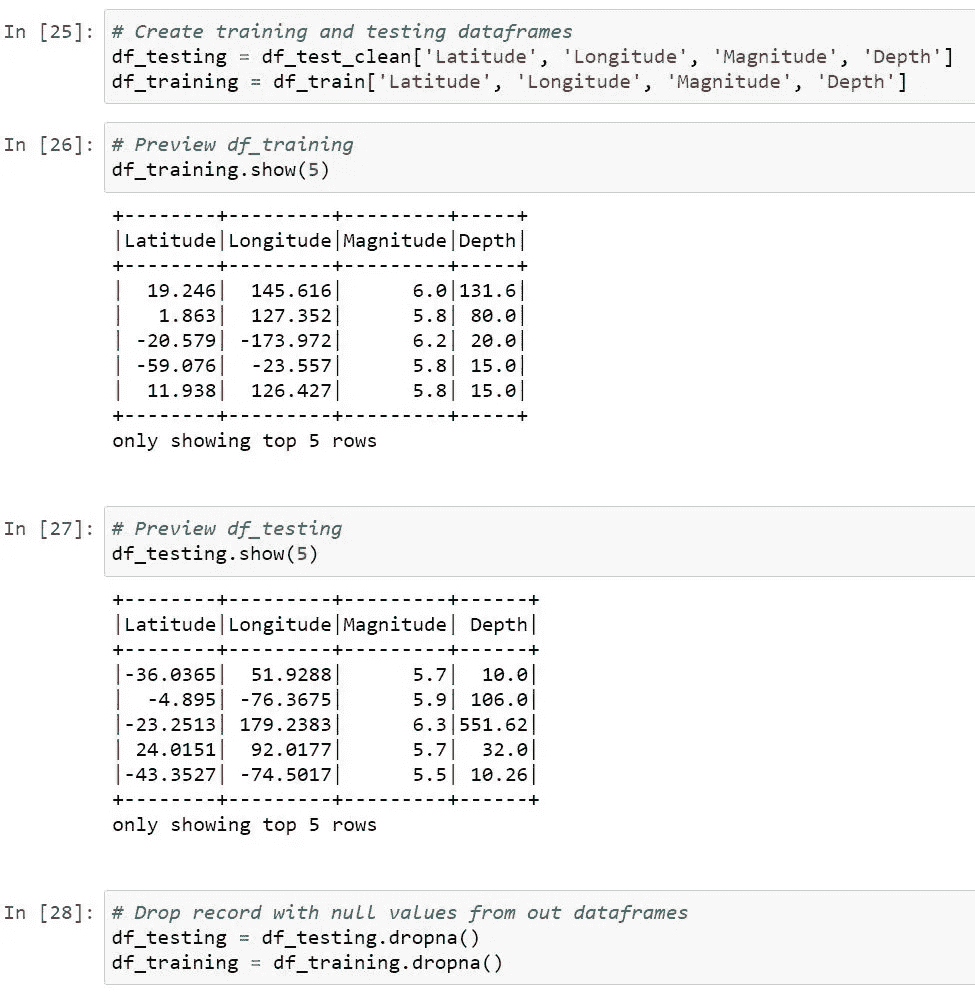 In [25]: # Create training and testing dataframes
df_testing = df_test_clean['Latitude', 'Longitude', 'Magnitude', 'Depth']
df_training = df_train['Latitude', 'Longitude', 'Magnitude', 'Depth']
In [26]: # Preview df_training
df_training.show(5)
+--------+---------+---------+-----+
|Latitude|Longitude|Magnitude|Depth|
+--------+---------+---------+-----+
|  19.246|  145.616|      6.0|131.6|
|   1.863|  127.352|      5.8| 80.0|
| -20.579| -173.972|      6.2| 20.0|
| -59.076|  -23.557|      5.8| 15.0|
|  11.938|  126.427|      5.8| 15.0|
+--------+---------+---------+-----+
only showing top 5 rows
In [27]: # Preview df_testing
df_testing.show(5)
+--------+---------+---------+------+
|Latitude|Longitude|Magnitude| Depth|
+--------+---------+---------+------+
|-36.0365|  51.9288|      5.7|  10.0|
|  -4.895| -76.3675|      5.9| 106.0|
|-23.2513| 179.2383|      6.3|551.62|
| 24.0151|  92.0177|      5.7|  32.0|
|-43.3527| -74.5017|      5.5| 10.26|
+--------+---------+---------+------+
only showing top 5 rows
In [28]: # Drop record with null values from out dataframes
df_testing = df_testing.dropna()
df_training = df_training.dropna()